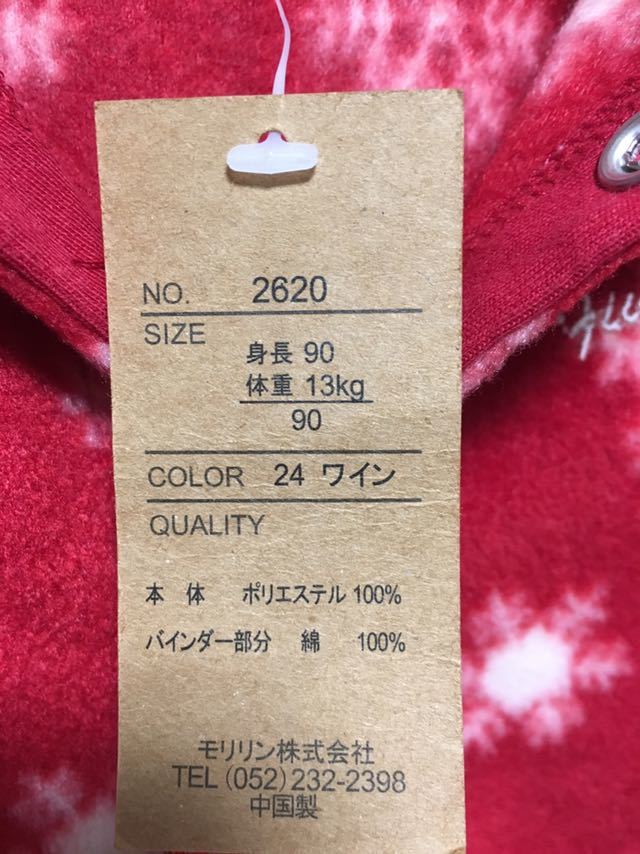 NO. 2620
SIZE
身長 90
体重 13kg
90
COLOR 24 ワイン
QUALITY
本 体 ポリエステル 100%
バインダー部分 綿 100%
モリリン株式会社
TEL (052)232-2398
中国製